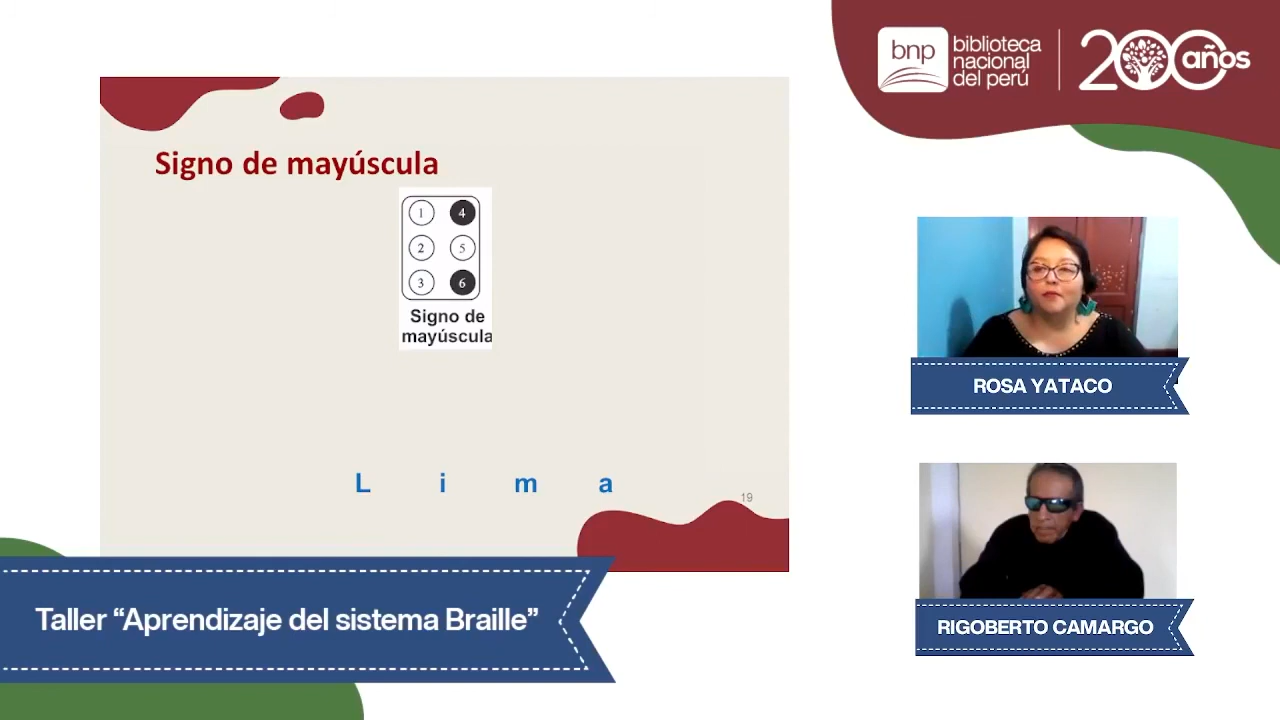 bnp
biblioteca
nacional
del perú
200 años
Signo de mayúscula
1 4
2 5
3 6
Signo de
mayúscula
L i m a
19
ROSA YATACO
RIGOBERTO CAMARGO
Taller “Aprendizaje del sistema Braille”